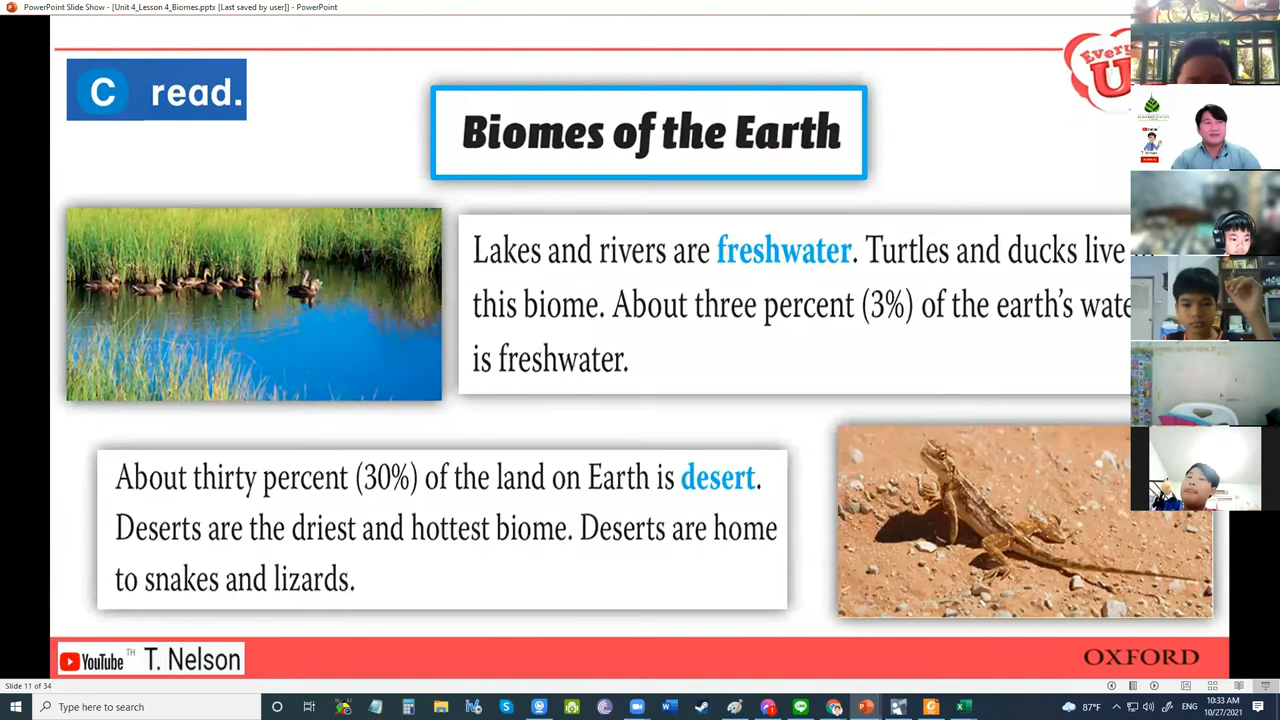 PowerPoint Slide Show - [Unit 4_Lesson 4_Biomes.pptx [Last saved by user]] - PowerPoint
C read.
Every
U
Biomes of the Earth
Lakes and rivers are freshwater. Turtles and ducks live
this biome. About three percent (3%) of the earth's wate
is freshwater.
About thirty percent (30%) of the land on Earth is desert.
Deserts are the driest and hottest biome. Deserts are home
to snakes and lizards.
YouTube TH T. Nelson
OXFORD
Slide 11 of 34
Type here to search
87°F
ENG
10:33 AM
10/27/2021